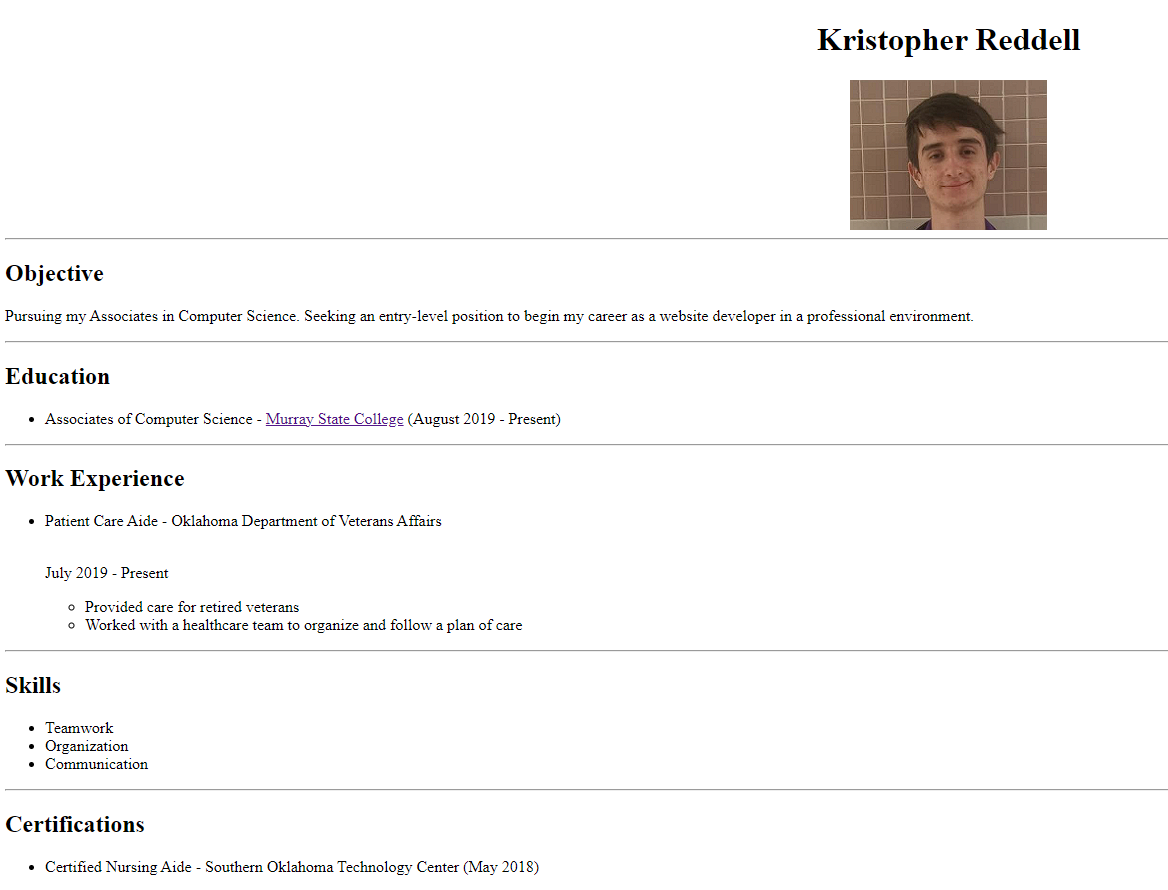 Kristopher Reddell
Objective
Pursuing my Associates in Computer Science. Seeking an entry-level position to begin my career as a website developer in a professional environment.
Education
Associates of Computer Science - Murray State College (August 2019 - Present)
Work Experience
Patient Care Aide - Oklahoma Department of Veterans Affairs
July 2019 - Present
Provided care for retired veterans
Worked with a healthcare team to organize and follow a plan of care
Skills
Teamwork
Organization
Communication
Certifications
Certified Nursing Aide - Southern Oklahoma Technology Center (May 2018)